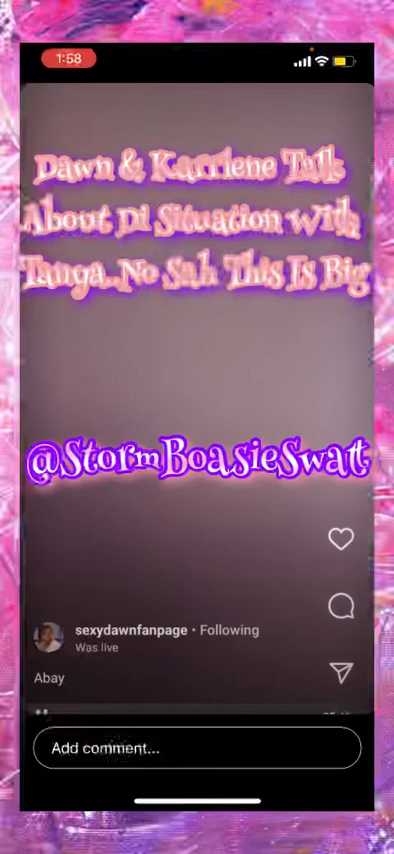 1:58
Dawn & Karrlene Talk
About Di Situation With
Tanga..No Sah This Is Big
@StormBoasieSwatt
sexydawnfanpage • Following
Was live
Abay
Add comment...